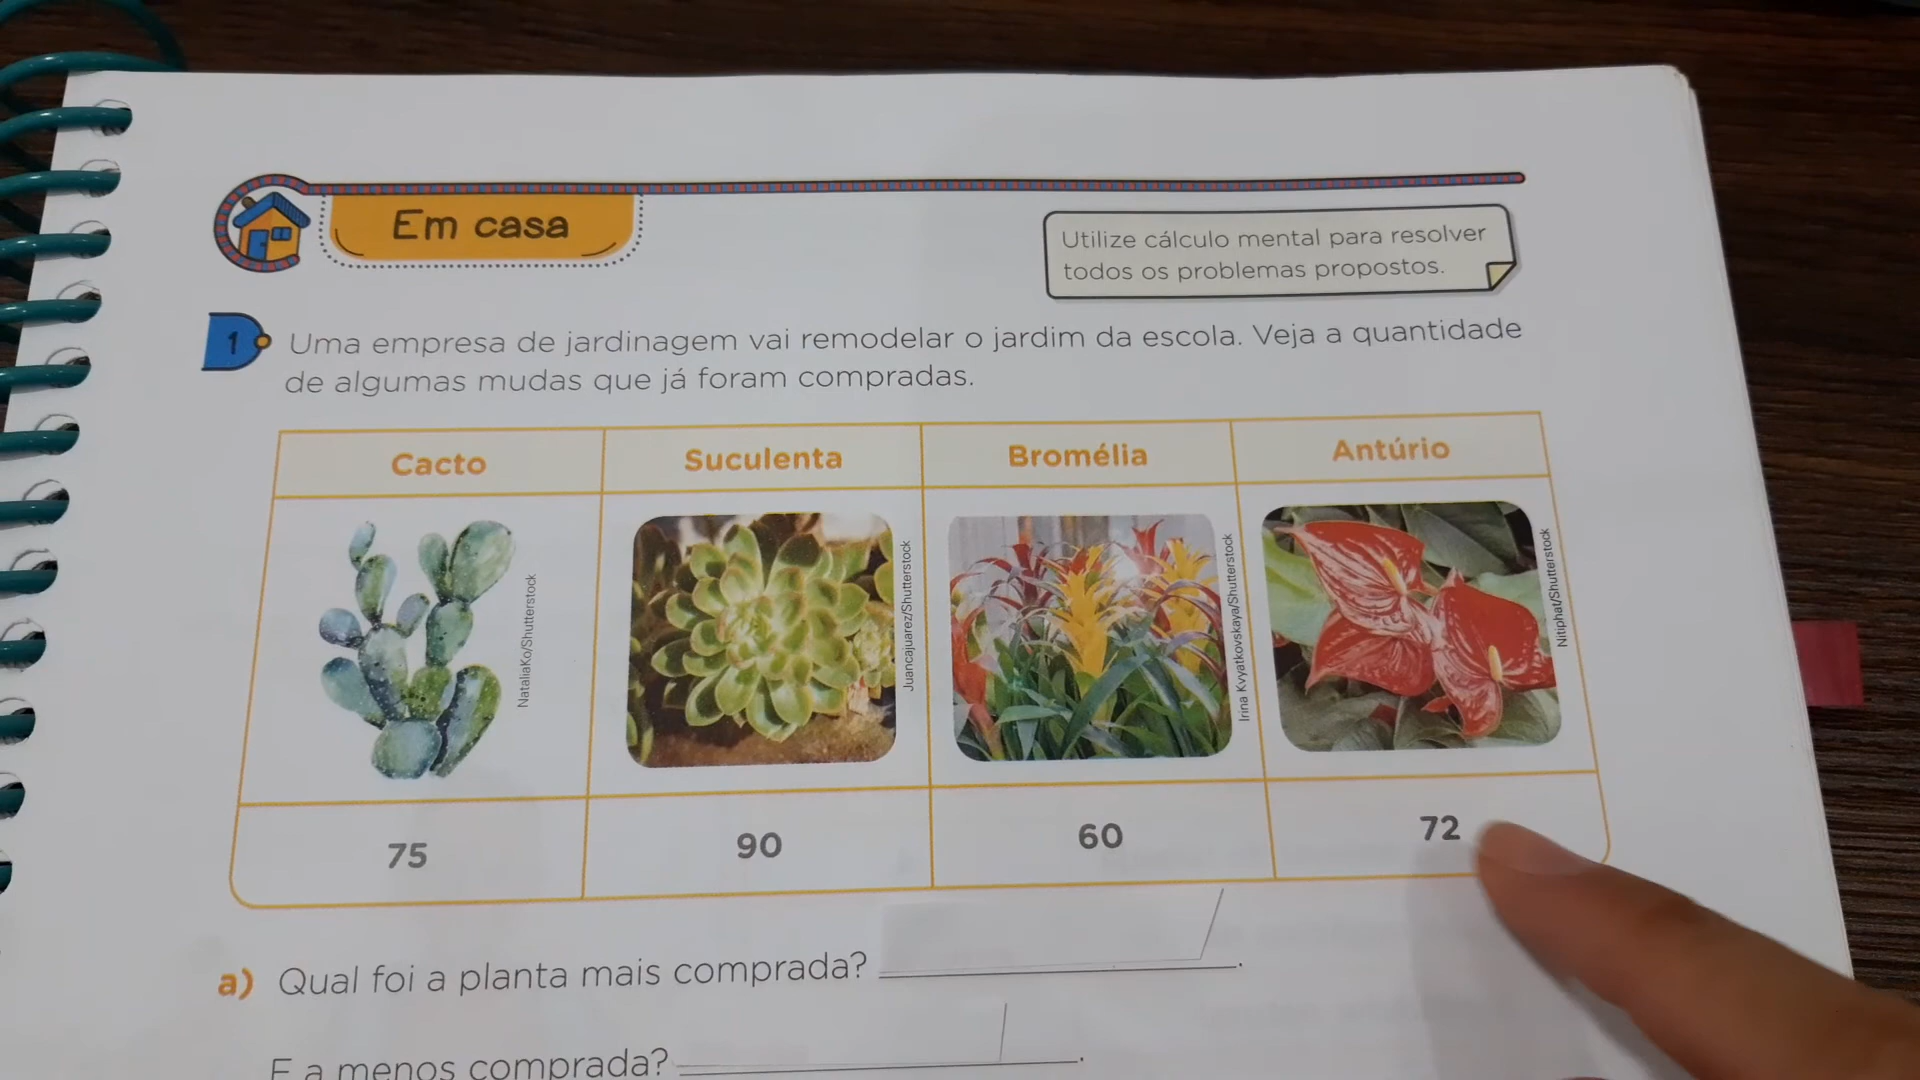 Em casa
Utilize cálculo mental para resolver
todos os problemas propostos.
1
Uma empresa de jardinagem vai remodelar o jardim da escola. Veja a quantidade
de algumas mudas que já foram compradas.
Cacto
Suculenta
Bromélia
Antúrio
NataliaKo/Shutterstock
Juancajuarez/Shutterstock
Irina Kvyatkovskaya/Shutterstock
Nitiphat/Shutterstock
75
90
60
72
a) Qual foi a planta mais comprada? ____________.
E a menos comprada? ____________.